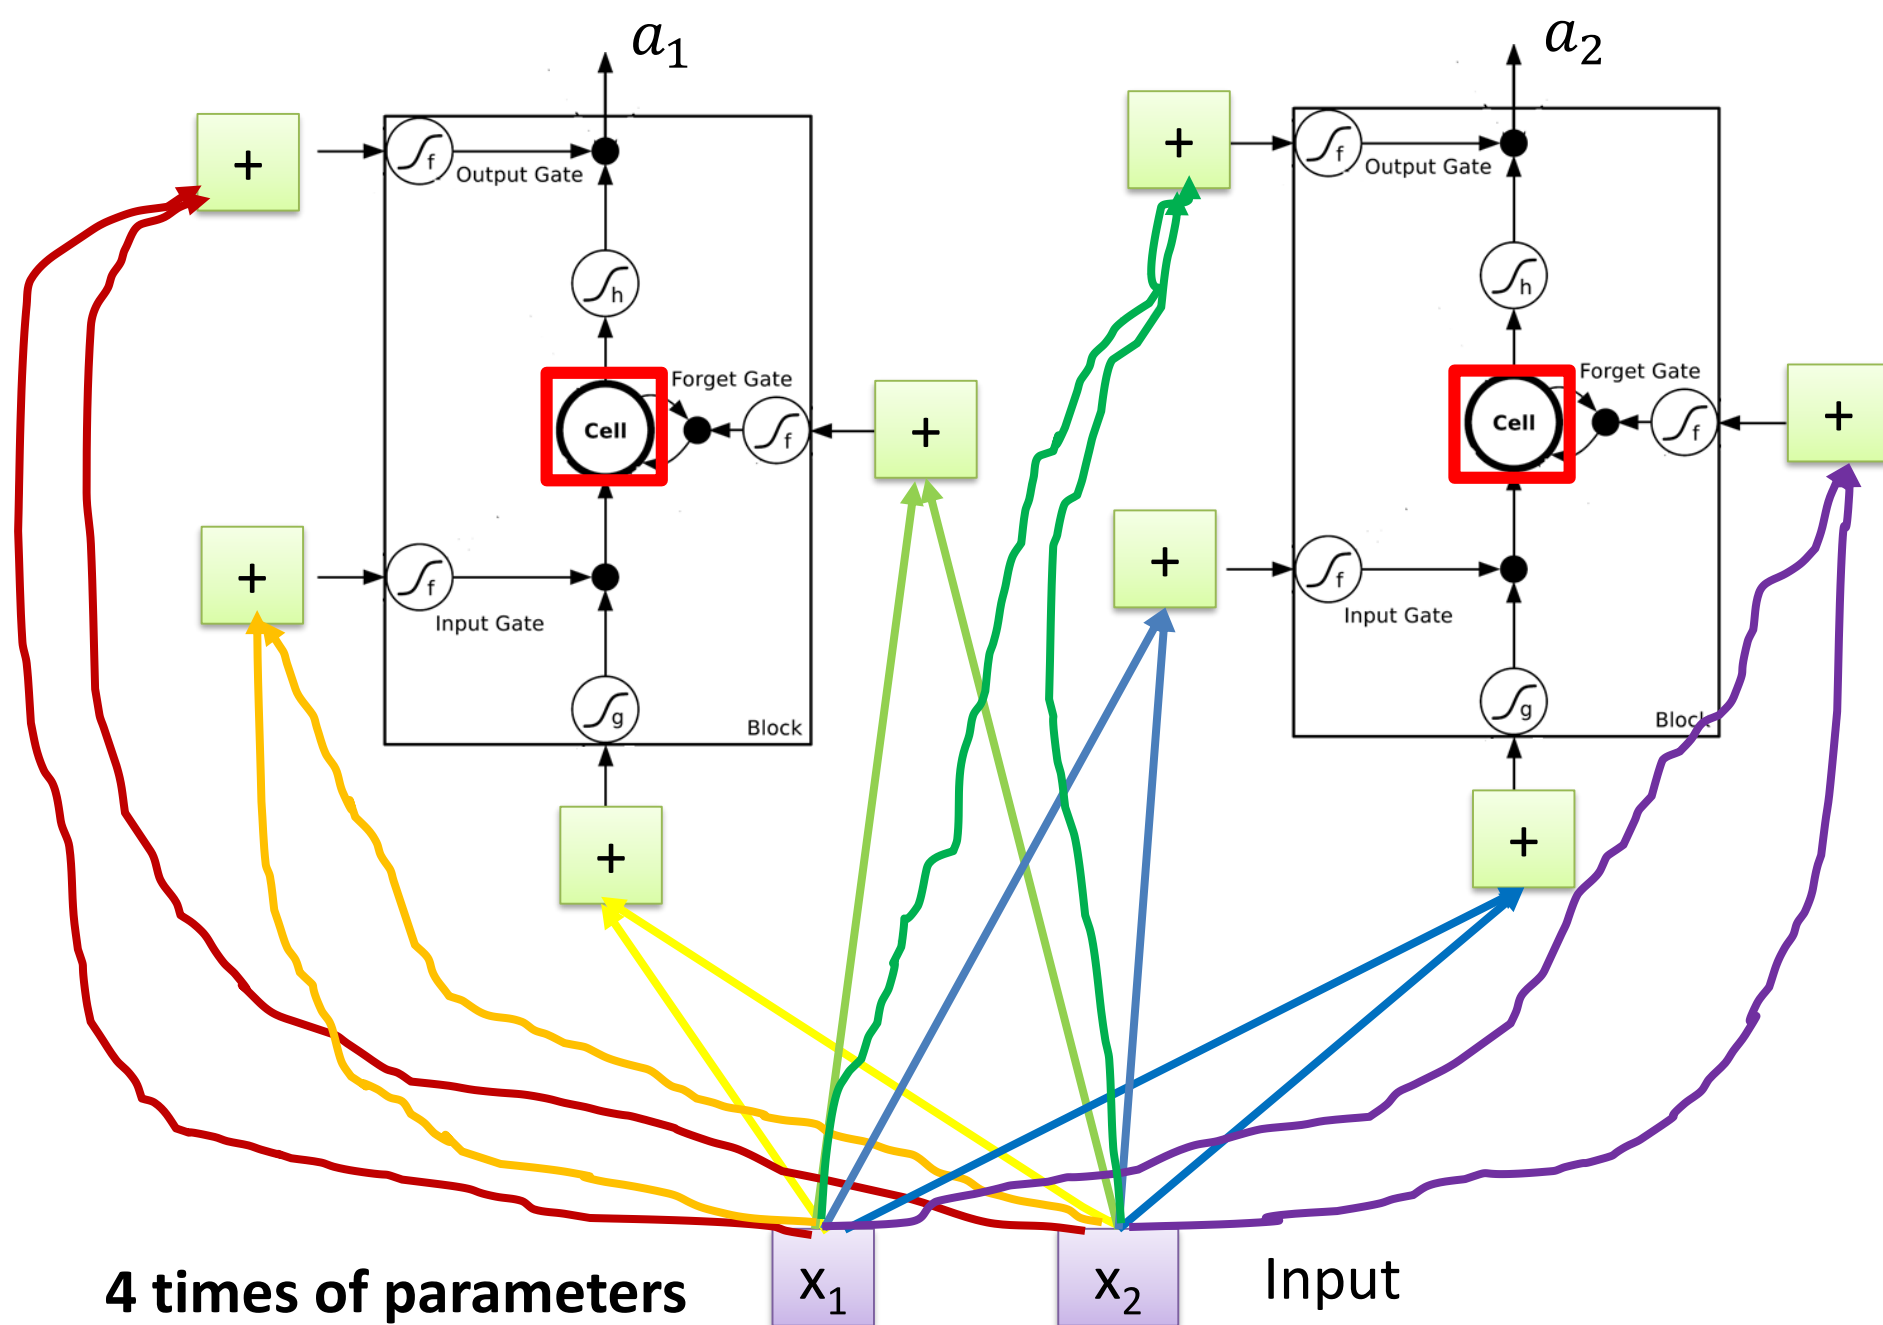 a₁
a₂
+
f
Output Gate
h
Forget Gate
Cell
f
+
+
f
Input Gate
g
Block
+
+
f
Output Gate
h
Forget Gate
Cell
f
+
+
f
Input Gate
g
Block
+
4 times of parameters
x₁
x₂
Input